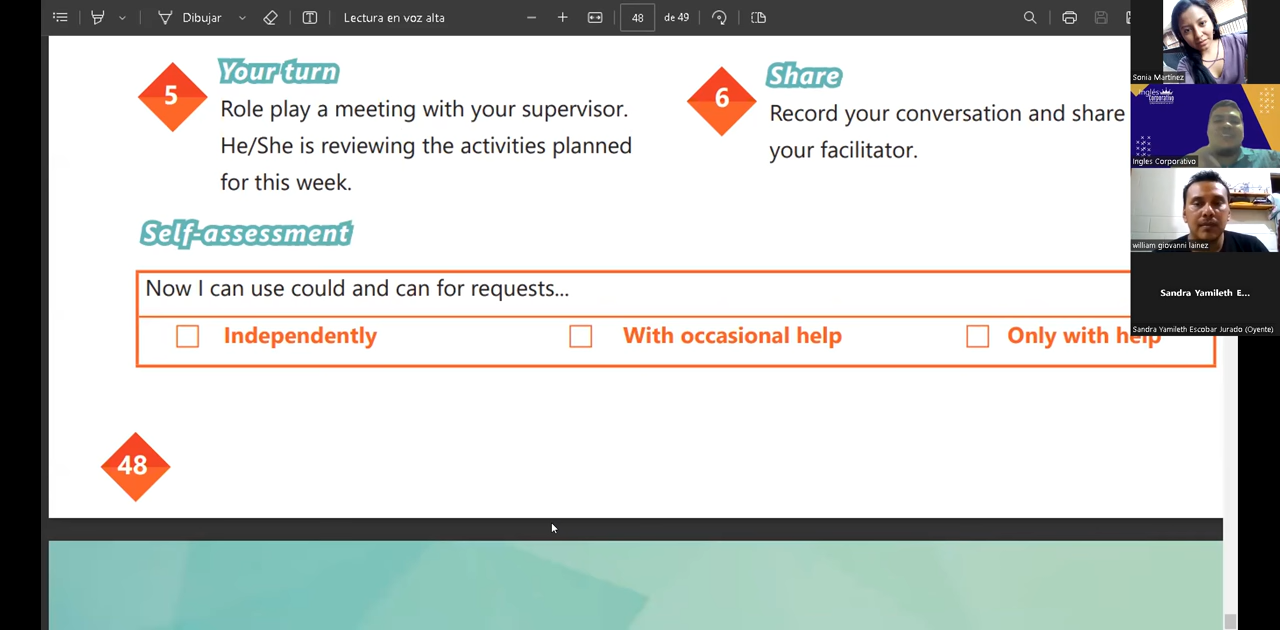 Dibujar
Lectura en voz alta
48
de 49
5
Your turn
Role play a meeting with your supervisor.
He/She is reviewing the activities planned
for this week.
6
Share
Record your conversation and share
your facilitator.
Self-assessment
Now I can use could and can for requests...
Independently
With occasional help
Only with help
48
Sonia Martínez
Inglés
Corporativo
Ingles Corporativo
william giovanni lainez
Sandra Yamileth E...
Sandra Yamileth Escobar Jurado (Oyente)